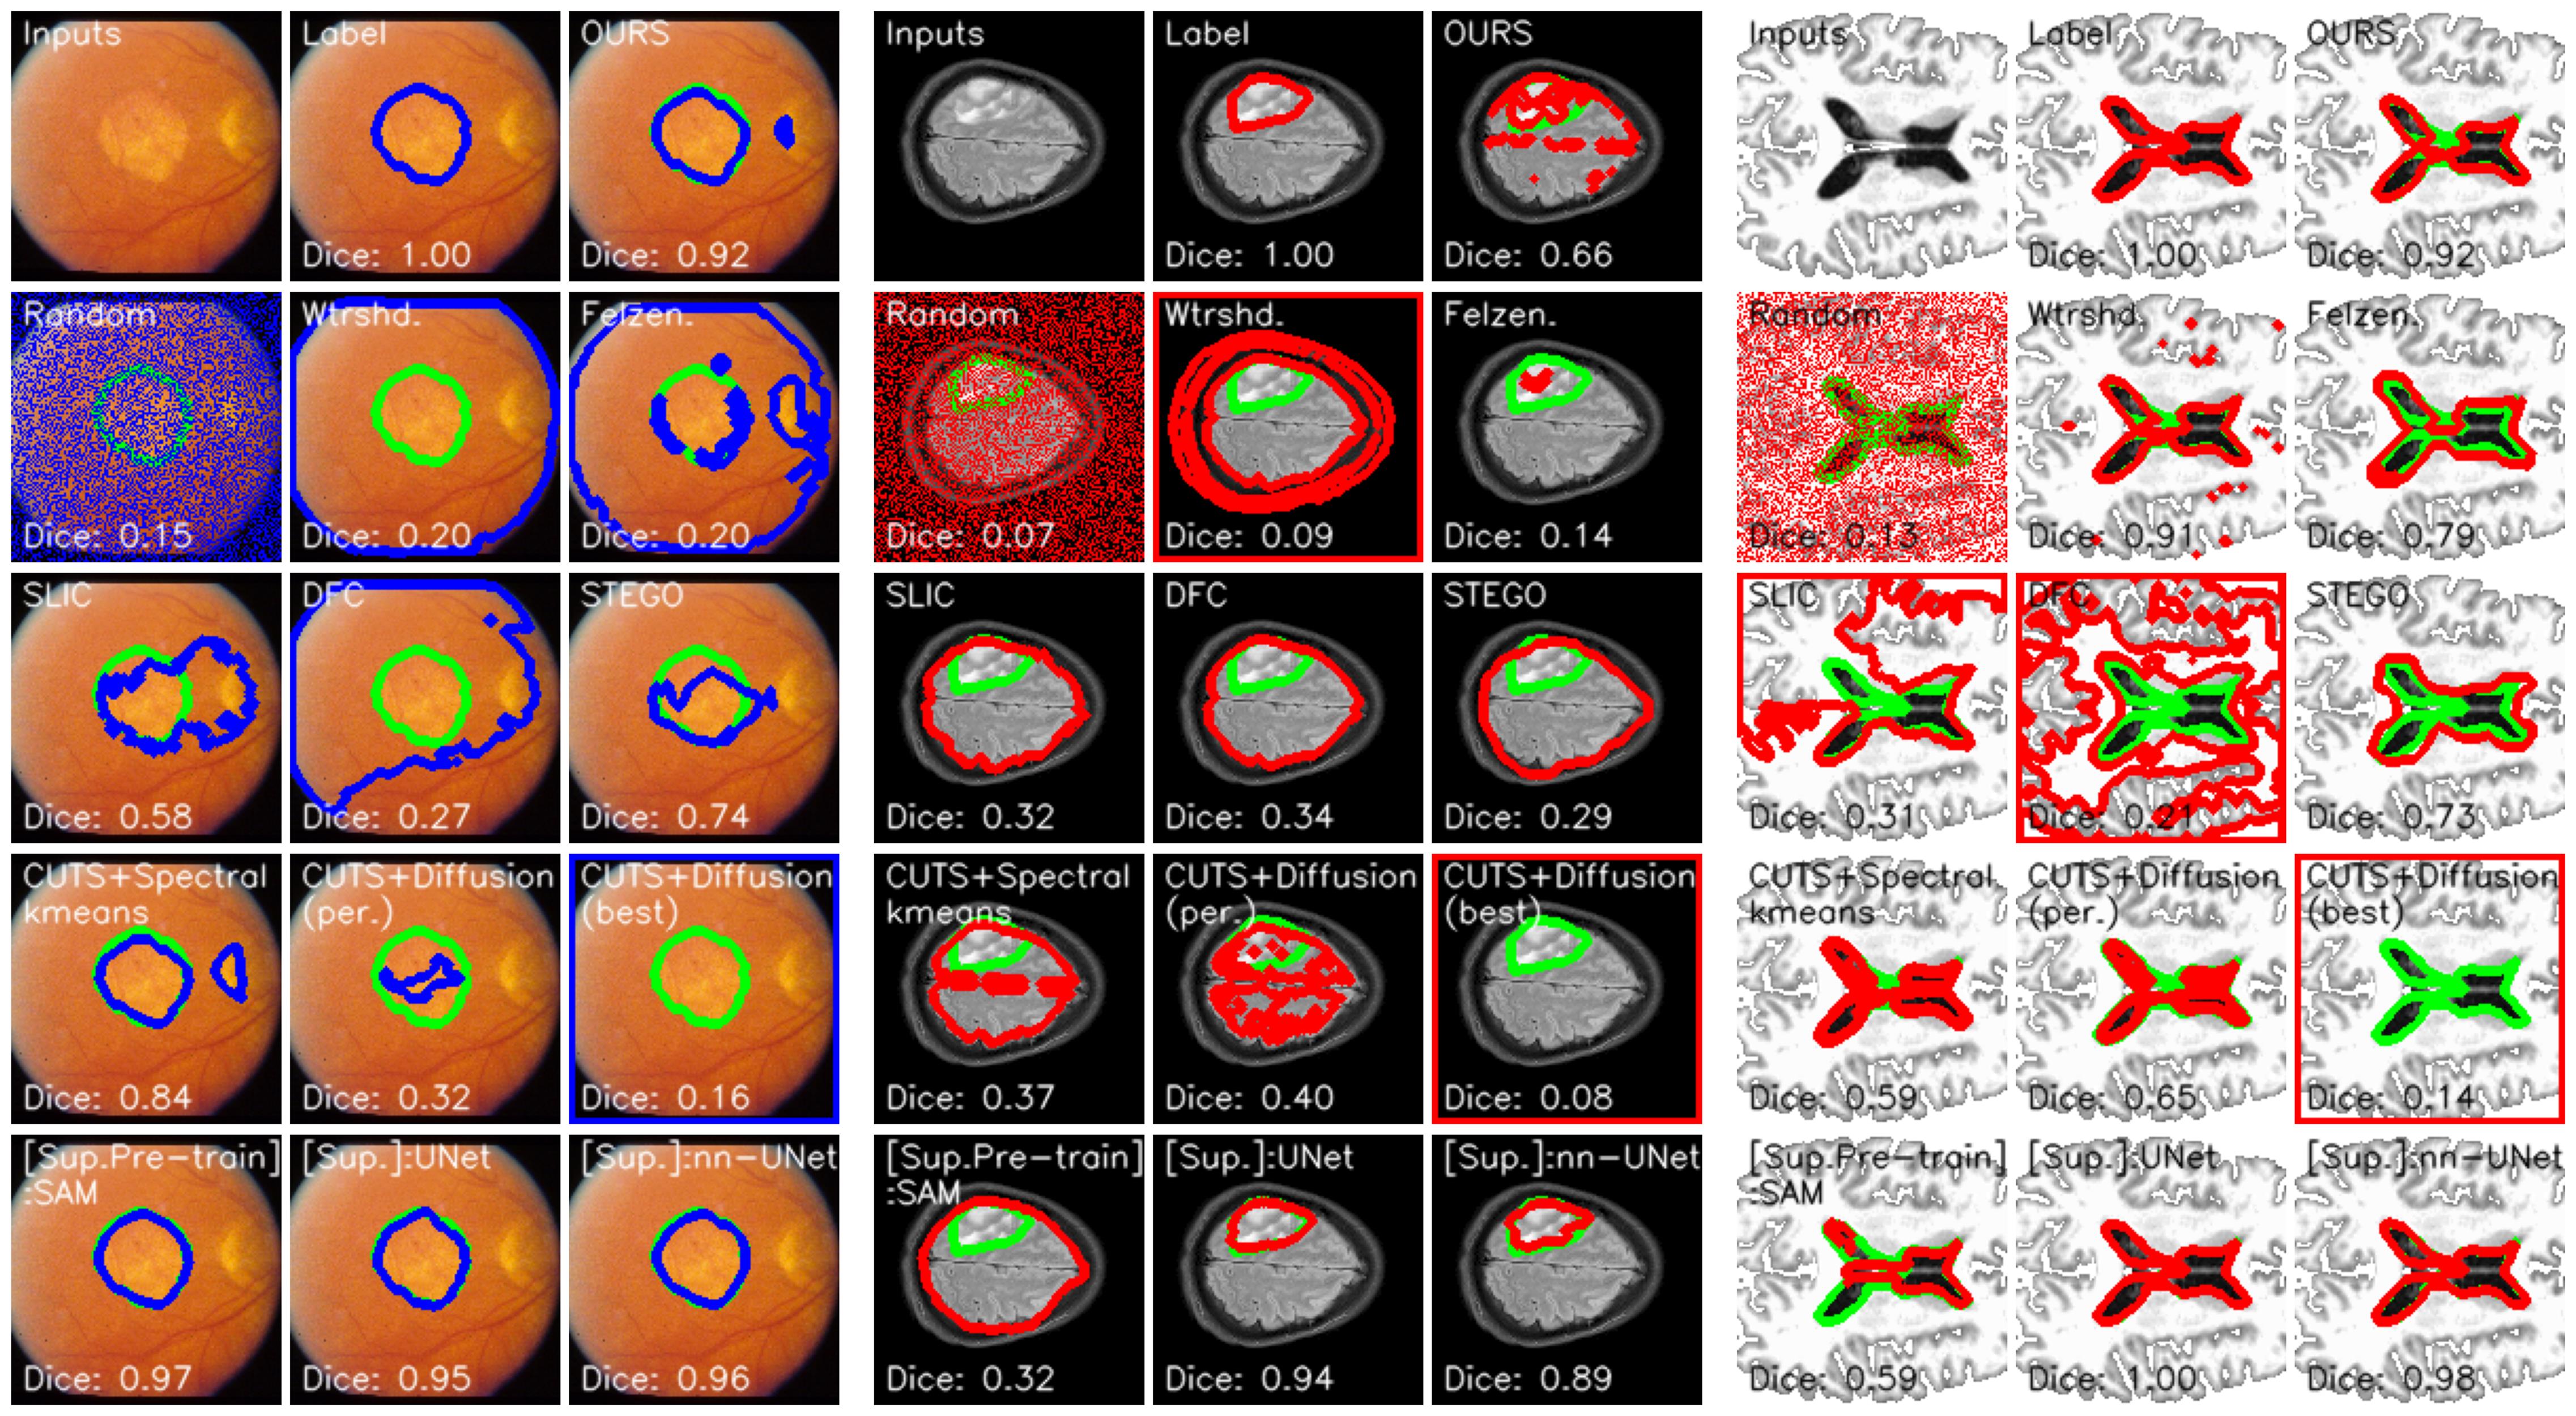 Inputs
Label
OURS
Dice: 1.00
Dice: 0.92
Random
Wtrshd.
Felzen.
Dice: 0.15
Dice: 0.20
Dice: 0.20
SLIC
DFC
STEGO
Dice: 0.58
Dice: 0.27
Dice: 0.74
CUTS+Spectral
kmeans
CUTS+Diffusion
(per.)
CUTS+Diffusion
(best)
Dice: 0.84
Dice: 0.32
Dice: 0.16
[Sup.Pre-train]
:SAM
[Sup.]:UNet
[Sup.]:nn-UNet
Dice: 0.97
Dice: 0.95
Dice: 0.96
Inputs
Label
OURS
Dice: 1.00
Dice: 0.66
Random
Wtrshd.
Felzen.
Dice: 0.07
Dice: 0.09
Dice: 0.14
SLIC
DFC
STEGO
Dice: 0.32
Dice: 0.34
Dice: 0.29
CUTS+Spectral
kmeans
CUTS+Diffusion
(per.)
CUTS+Diffusion
(best)
Dice: 0.37
Dice: 0.40
Dice: 0.08
[Sup.Pre-train]
:SAM
[Sup.]:UNet
[Sup.]:nn-UNet
Dice: 0.32
Dice: 0.94
Dice: 0.89
Inputs
Label
OURS
Dice: 1.00
Dice: 0.92
Random
Wtrshd.
Felzen.
Dice: 0.13
Dice: 0.91
Dice: 0.79
SLIC
DFC
STEGO
Dice: 0.31
Dice: 0.21
Dice: 0.73
CUTS+Spectral
kmeans
CUTS+Diffusion
(per.)
CUTS+Diffusion
(best)
Dice: 0.59
Dice: 0.65
Dice: 0.14
[Sup.Pre-train]
:SAM
[Sup.]:UNet
[Sup.]:nn-UNet
Dice: 0.59
Dice: 1.00
Dice: 0.98